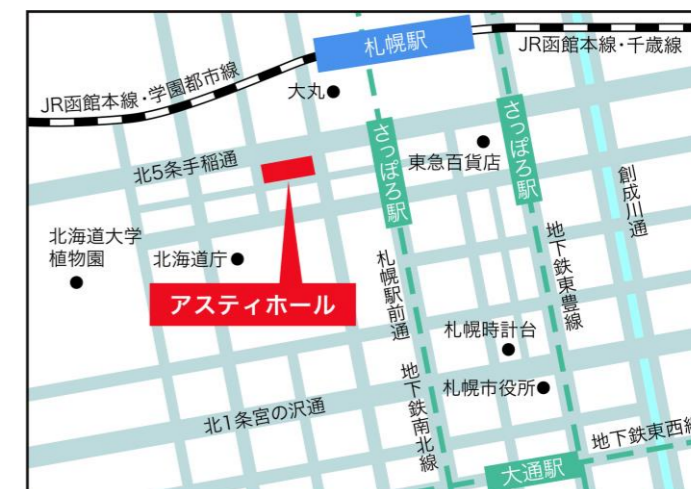 札幌駅
JR函館本線・千歳線
JR函館本線・学園都市線
大丸
さっぽろ駅
さっぽろ駅
東急百貨店
北5条手稲通
創成川通
北海道大学
植物園
北海道庁
アスティホール
札幌駅前通
地下鉄東豊線
札幌時計台
札幌市役所
北1条宮の沢通
地下鉄南北線
地下鉄東西線
大通駅